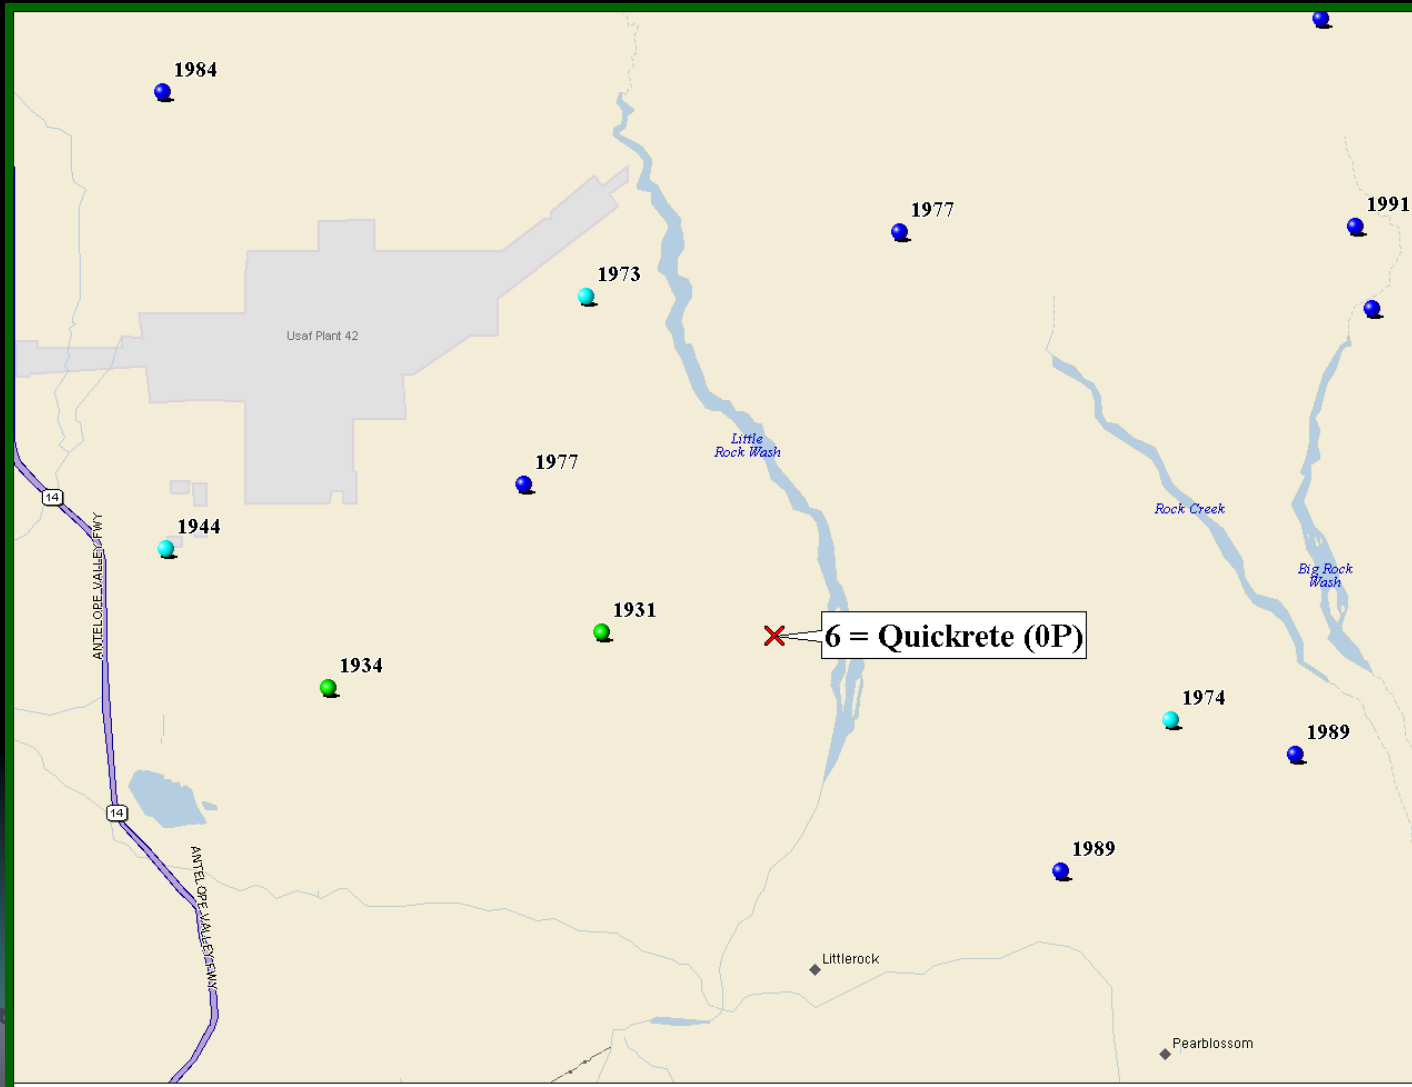 1984
1977
1991
1973
Usaf Plant 42
Little
Rock Wash
1977
14
Rock Creek
1944
ANTELOPE VALLEY FWY
Big Rock
Wash
1931
6 = Quickrete (0P)
1934
1974
1989
14
1989
ANTELOPE VALLEY FWY
Littlerock
Pearblossom